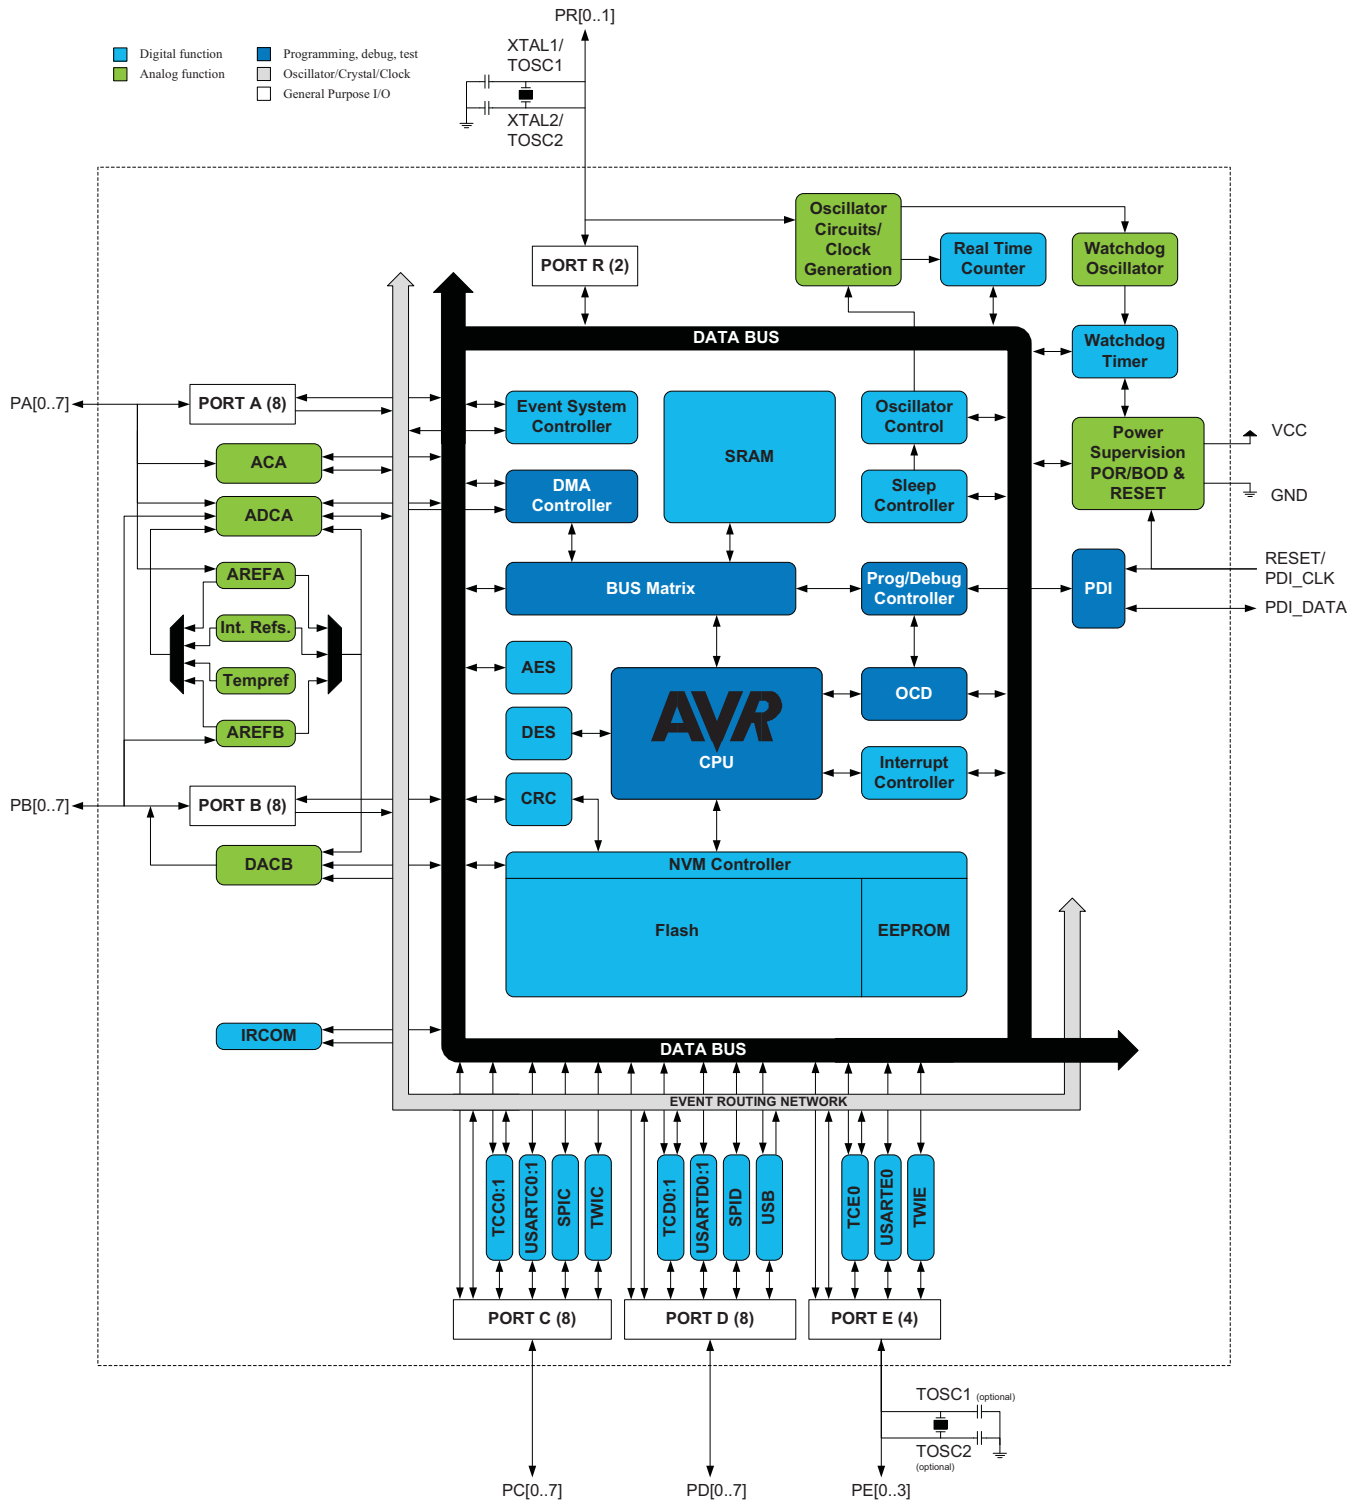 PR[0..1]
Digital function
Analog function
Programming, debug, test
Oscillator/Crystal/Clock
General Purpose I/O
XTAL1/
TOSC1
XTAL2/
TOSC2
Oscillator
Circuits/
Clock
Generation
Real Time
Counter
Watchdog
Oscillator
PORT R (2)
DATA BUS
Watchdog
Timer
PA[0..7]
PORT A (8)
Event System
Controller
SRAM
Oscillator
Control
Power
Supervision
POR/BOD &
RESET
VCC
GND
ACA
DMA
Controller
Sleep
Controller
ADCA
AREFA
BUS Matrix
Prog/Debug
Controller
PDI
RESET/
PDI_CLK
PDI_DATA
Int. Refs.
Tempref
AREFB
AES
DES
CRC
AVR
CPU
OCD
Interrupt
Controller
PB[0..7]
PORT B (8)
DACB
NVM Controller
Flash
EEPROM
IRCOM
DATA BUS
EVENT ROUTING NETWORK
TCC0:1
USARTC0:1
SPIC
TWIC
TCD0:1
USARTD0:1
SPID
USB
TCE0
USARTE0
TWIE
PORT C (8)
PORT D (8)
PORT E (4)
TOSC1 (optional)
TOSC2
(optional)
PC[0..7]
PD[0..7]
PE[0..3]